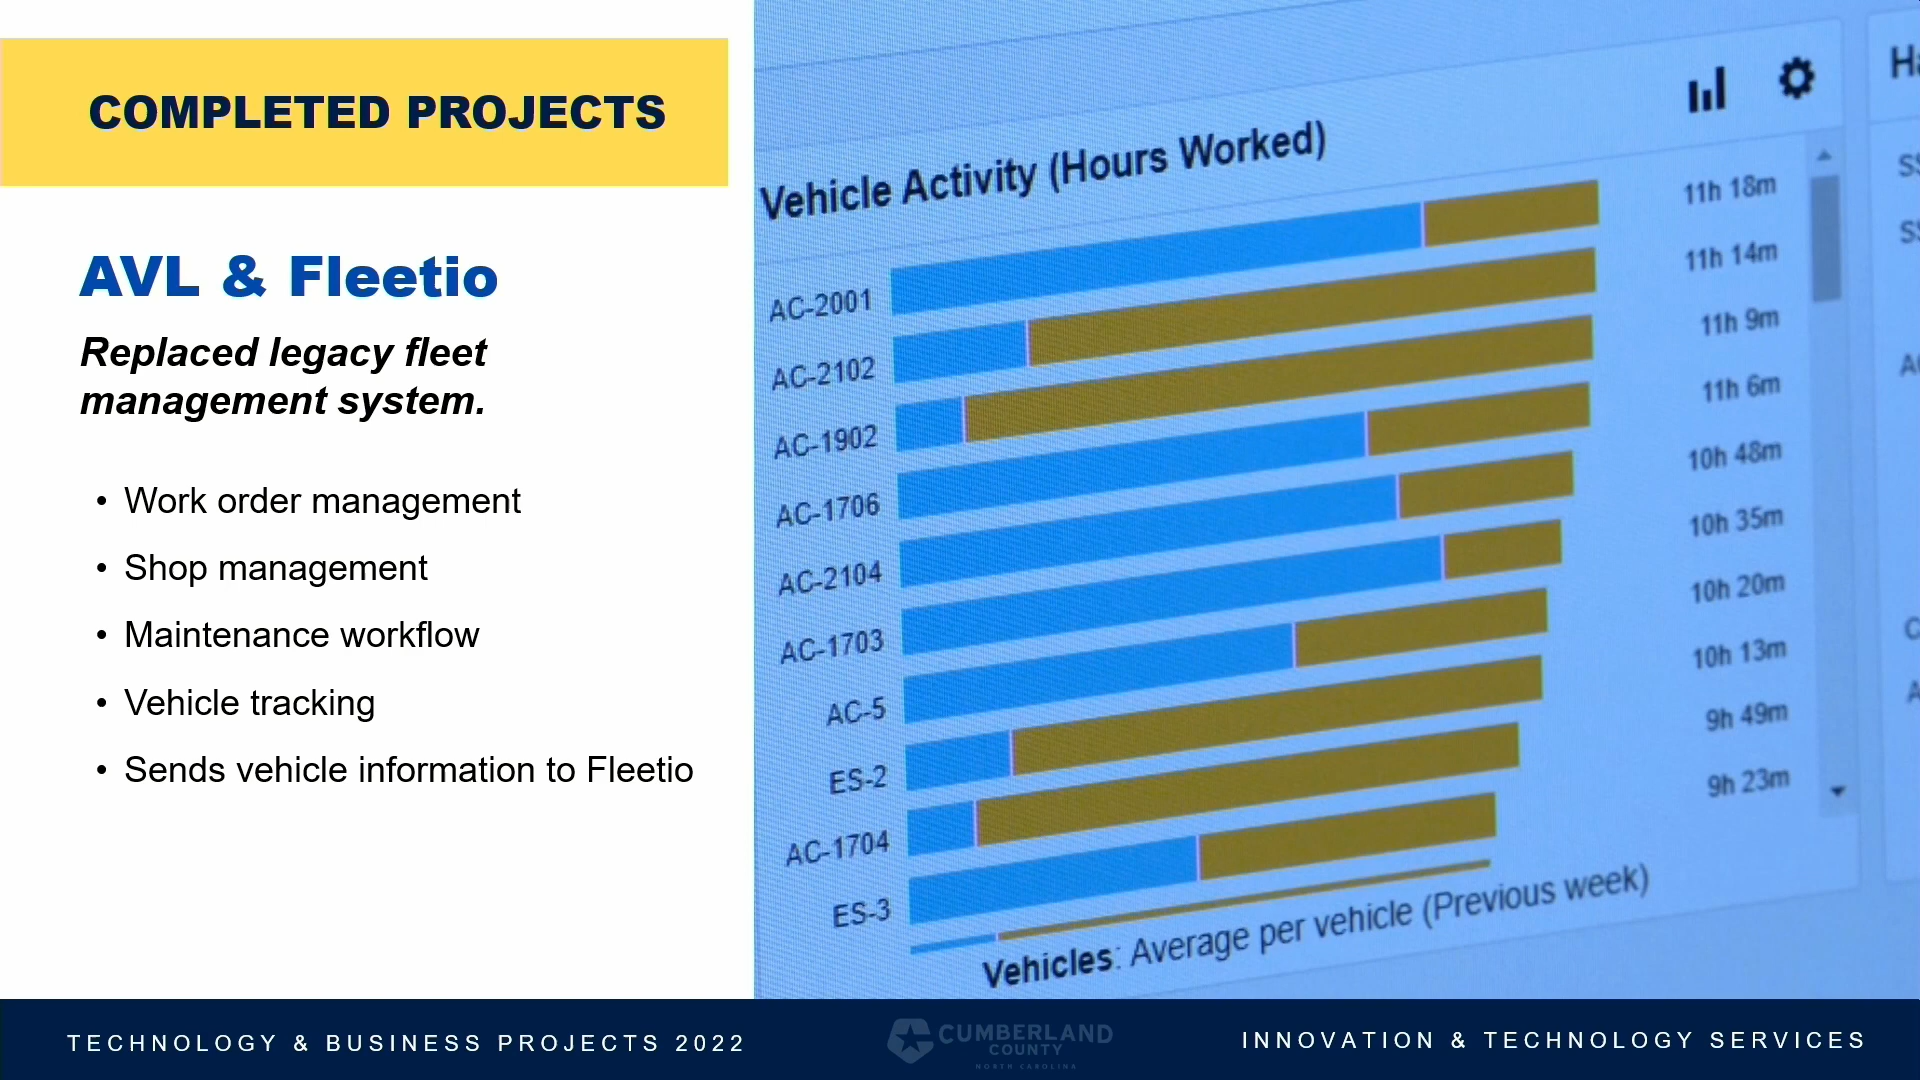 COMPLETED PROJECTS
AVL & Fleetio
Replaced legacy fleet
management system.
• Work order management
• Shop management
• Maintenance workflow
• Vehicle tracking
• Sends vehicle information to Fleetio
Vehicle Activity (Hours Worked)
AC-2001 11h 18m
AC-2102 11h 14m
AC-1902 11h 9m
AC-1706 11h 6m
AC-2104 10h 48m
AC-1703 10h 35m
AC-5 10h 20m
ES-2 10h 13m
AC-1704 9h 49m
ES-3 9h 23m
Vehicles: Average per vehicle (Previous week)
TECHNOLOGY & BUSINESS PROJECTS 2022
CUMBERLAND
COUNTY
NORTH CAROLINA
INNOVATION & TECHNOLOGY SERVICES